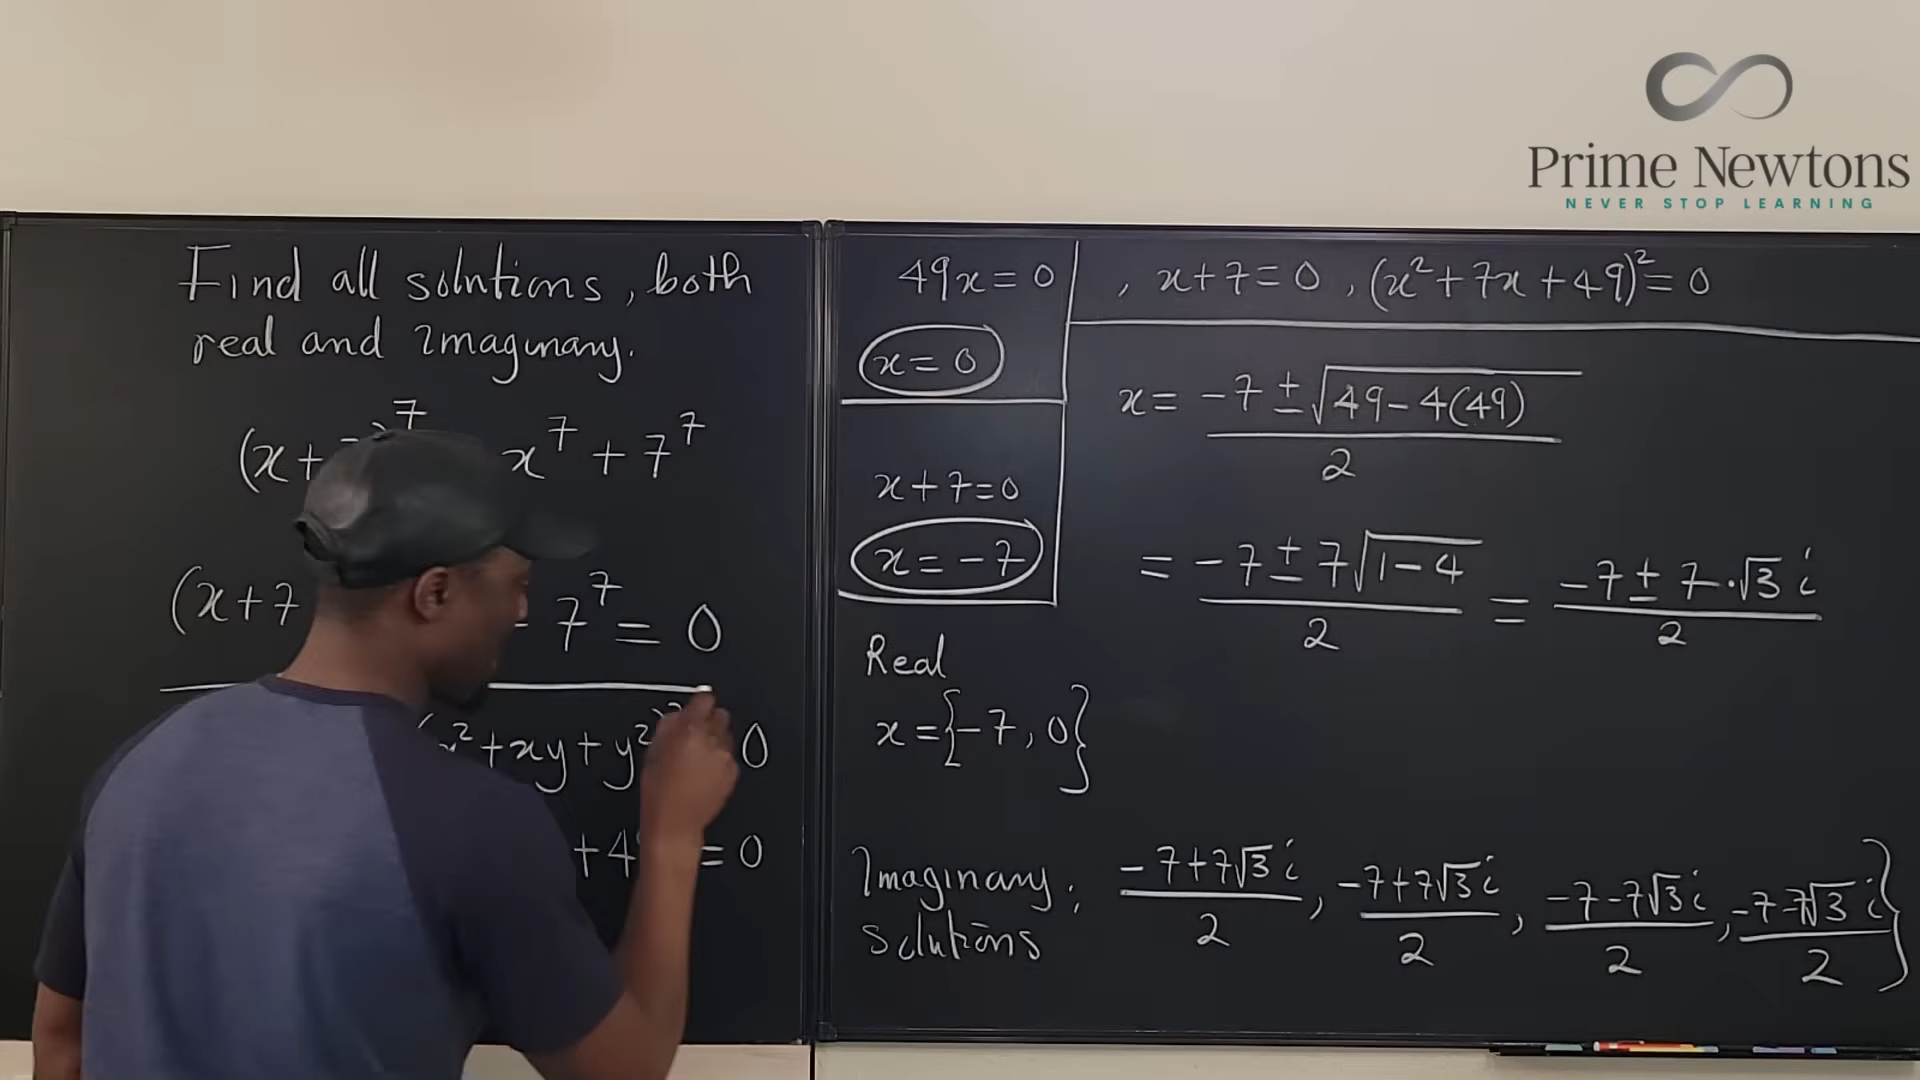 Prime Newtons
NEVER STOP LEARNING
Find all solutions, both
real and imaginary.
(x+ )⁷ x⁷ + 7⁷
(x+7 - 7⁷ = 0
x²+xy+y²)² 0
+4 = 0
49x = 0 , x+7=0 , (x²+7x+49)²=0
x = 0
x+7=0
x = -7
x = (-7 ± √(49-4(49)))/2
= (-7 ± 7√(1-4))/2 = (-7 ± 7·√3 i)/2
Real
x = {-7, 0}
Imaginary; (-7+7√3 i)/2 , (-7+7√3 i)/2 , (-7-7√3 i)/2 , (-7-7√3 i)/2 }
solutions